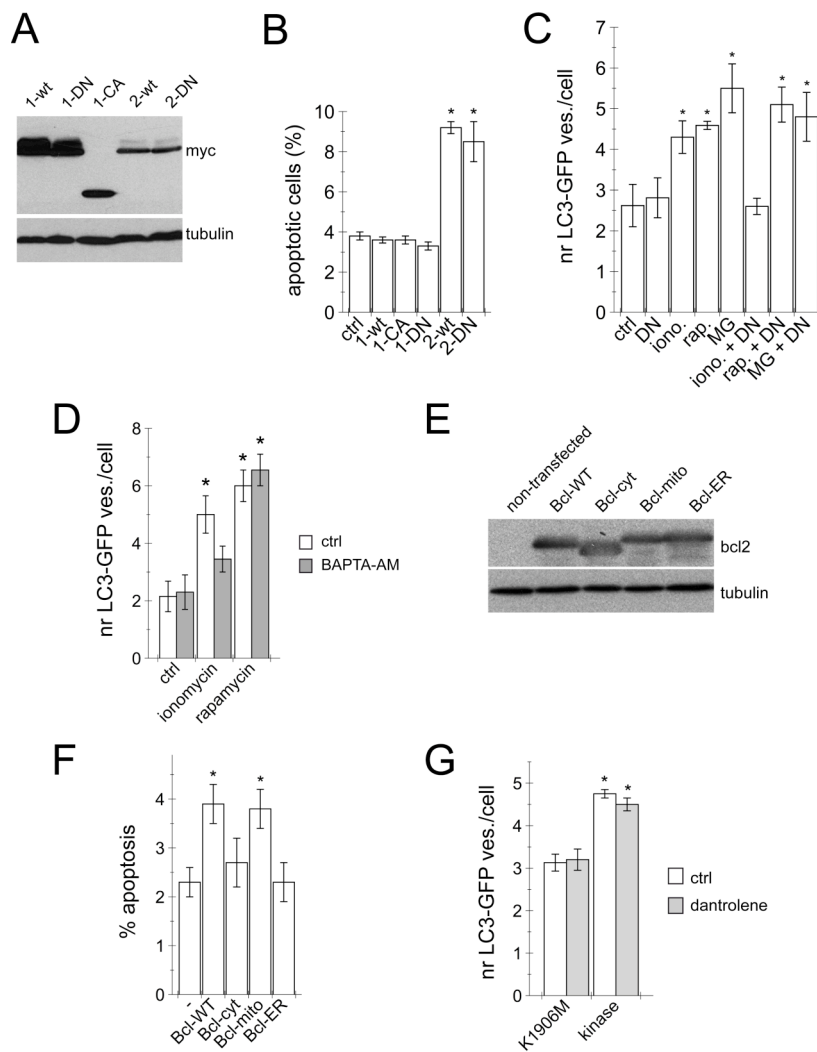 A
1-wt 1-DN 1-CA 2-wt 2-DN
myc
tubulin
B
apoptotic cells (%)
10
8
6
4
2
0
* *
ctrl 1-wt 1-CA 1-DN 2-wt 2-DN
C
nr LC3-GFP ves./cell
7
6
5
4
3
2
1
0
* * * * *
ctrl DN iono. rap. MG iono. + DN rap. + DN MG + DN
D
nr LC3-GFP ves./cell
8
6
4
2
0
* * *
ctrl ionomycin rapamycin
ctrl
BAPTA-AM
E
non-transfected Bcl-WT Bcl-cyt Bcl-mito Bcl-ER
bcl2
tubulin
F
% apoptosis
4
3
2
1
0
* *
- Bcl-WT Bcl-cyt Bcl-mito Bcl-ER
G
nr LC3-GFP ves./cell
5
4
3
2
1
0
* *
K1906M kinase
ctrl
dantrolene